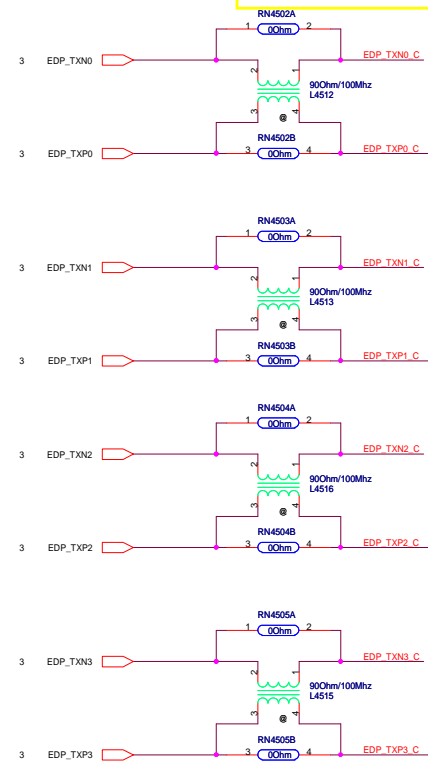 RN4502A
1 0Ohm 2
3 EDP_TXN0 EDP_TXN0_C
2 1
90Ohm/100Mhz
L4512
3 4
@
RN4502B
3 EDP_TXP0 3 0Ohm 4 EDP_TXP0_C
RN4503A
1 0Ohm 2
3 EDP_TXN1 EDP_TXN1_C
2 1
90Ohm/100Mhz
L4513
3 4
@
RN4503B
3 EDP_TXP1 3 0Ohm 4 EDP_TXP1_C
RN4504A
1 0Ohm 2
3 EDP_TXN2 EDP_TXN2_C
2 1
90Ohm/100Mhz
L4516
3 4
@
RN4504B
3 EDP_TXP2 3 0Ohm 4 EDP_TXP2_C
RN4505A
1 0Ohm 2
3 EDP_TXN3 EDP_TXN3_C
2 1
90Ohm/100Mhz
L4515
3 4
@
RN4505B
3 EDP_TXP3 3 0Ohm 4 EDP_TXP3_C